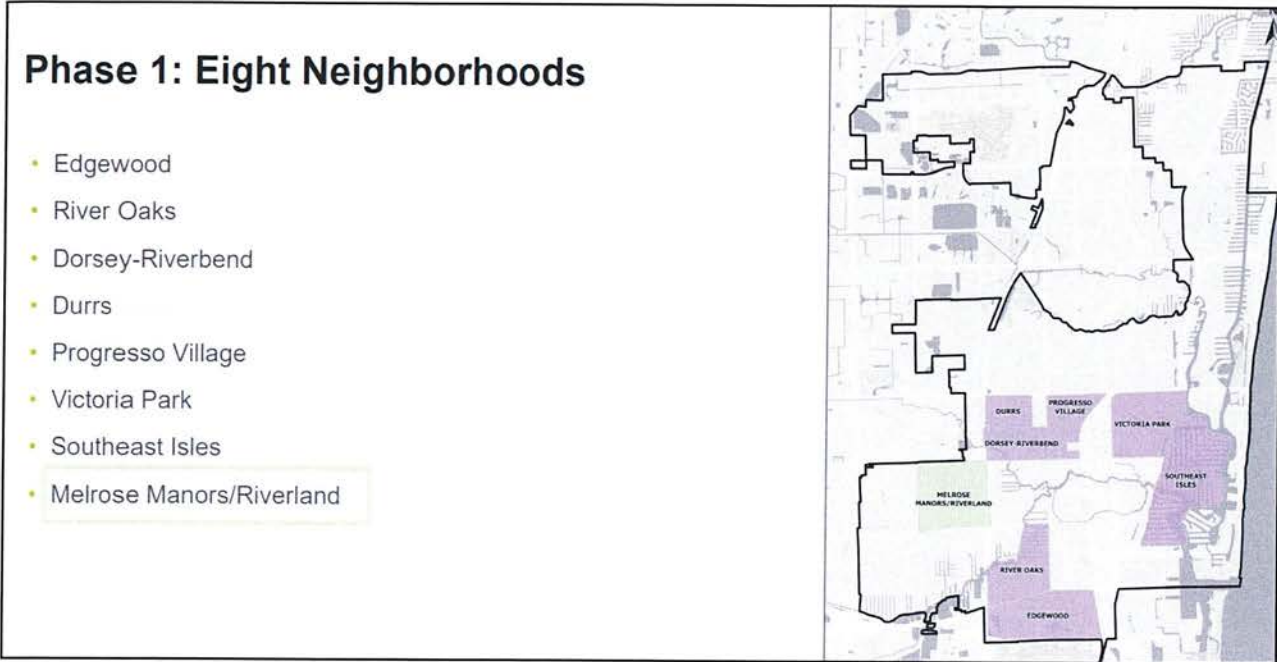 Phase 1: Eight Neighborhoods
• Edgewood
• River Oaks
• Dorsey-Riverbend
• Durrs
• Progresso Village
• Victoria Park
• Southeast Isles
• Melrose Manors/Riverland
DURRS
PROGRESSO
VILLAGE
VICTORIA PARK
DORSEY-RIVERBEND
SOUTHEAST
ISLES
MELROSE
MANORS/RIVERLAND
RIVER OAKS
EDGEWOOD